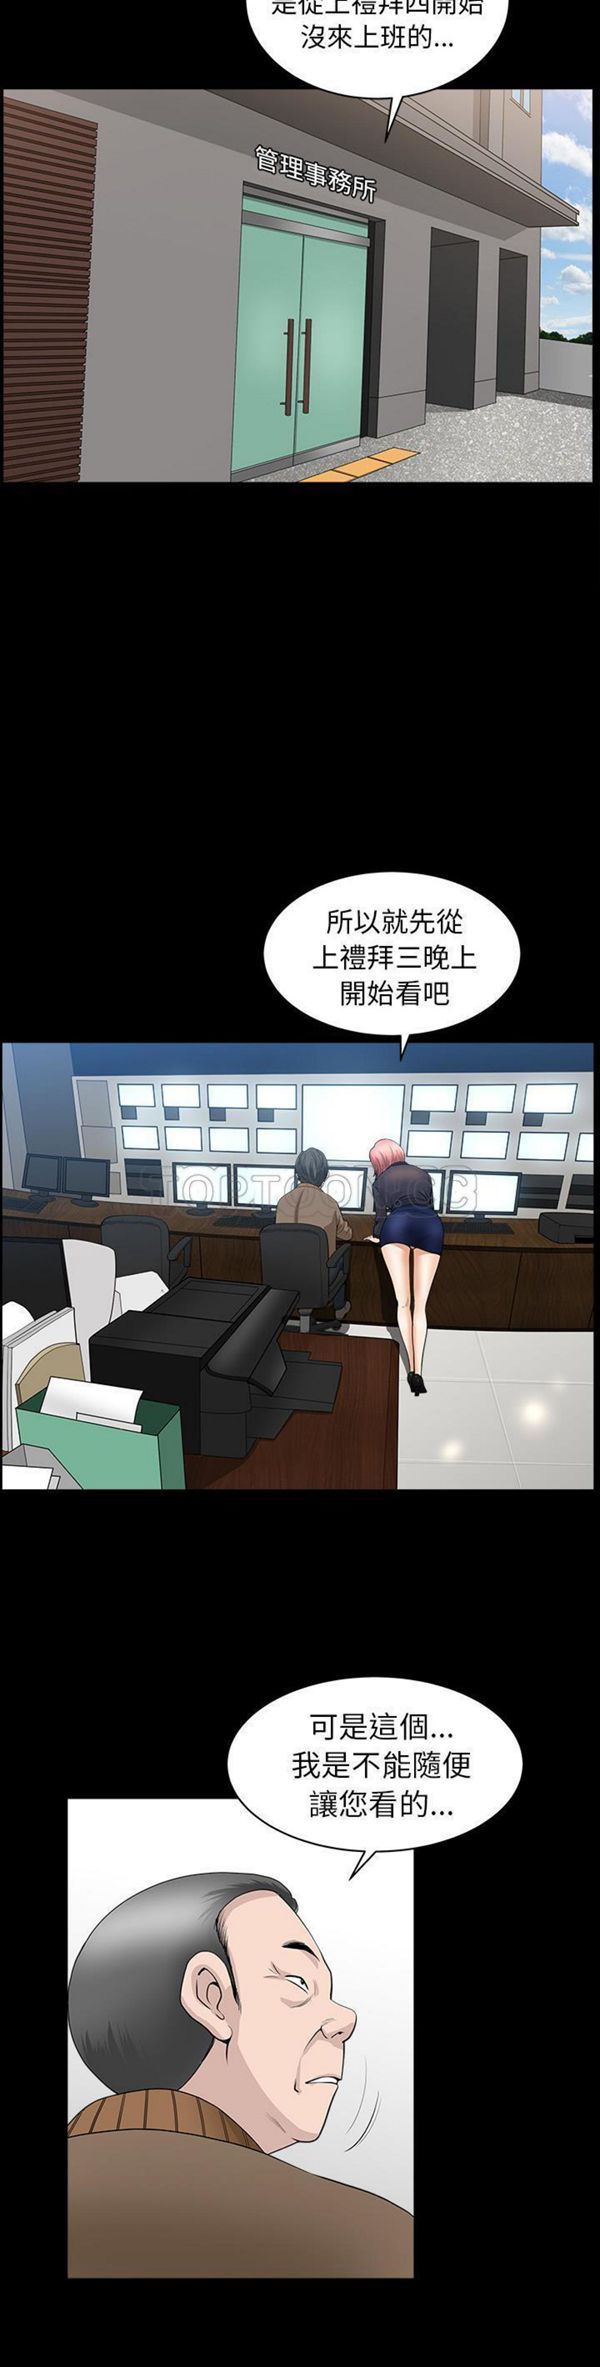 是從上禮拜四開始
沒來上班的...
管理事務所
所以就先從
上禮拜三晚上
開始看吧
TOPTOON.CC
可是這個...
我是不能隨便
讓您看的...